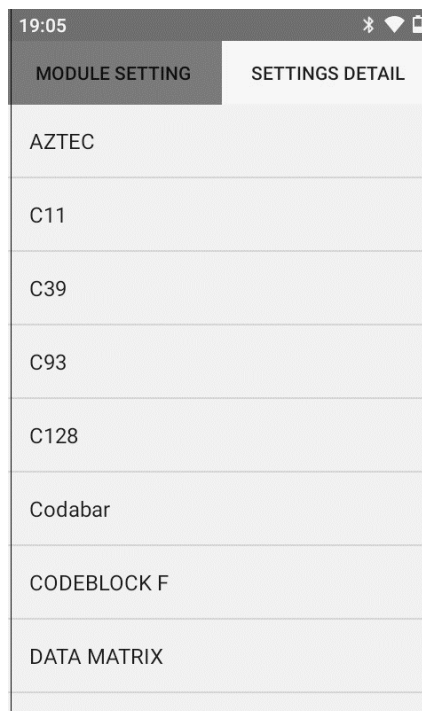 19:05
MODULE SETTING SETTINGS DETAIL
AZTEC
C11
C39
C93
C128
Codabar
CODEBLOCK F
DATA MATRIX